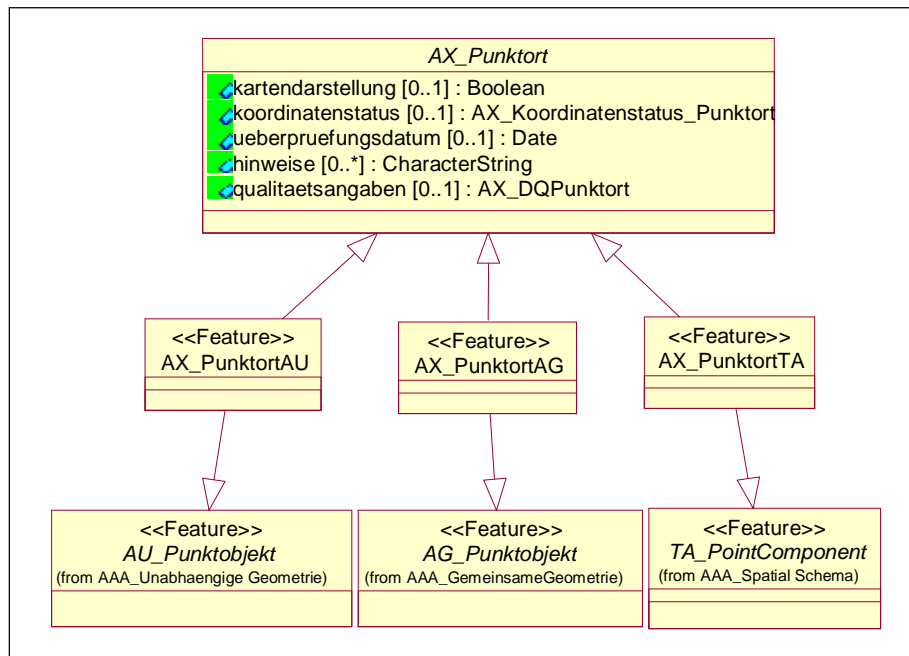 AX_Punktort
kartendarstellung [0..1] : Boolean
koordinatenstatus [0..1] : AX_Koordinatenstatus_Punktort
ueberpruefungsdatum [0..1] : Date
hinweise [0..*] : CharacterString
qualitaetsangaben [0..1] : AX_DQPunktort
<<Feature>>
AX_PunktortAU
<<Feature>>
AX_PunktortAG
<<Feature>>
AX_PunktortTA
<<Feature>>
AU_Punktobjekt
(from AAA_Unabhaengige Geometrie)
<<Feature>>
AG_Punktobjekt
(from AAA_GemeinsameGeometrie)
<<Feature>>
TA_PointComponent
(from AAA_Spatial Schema)